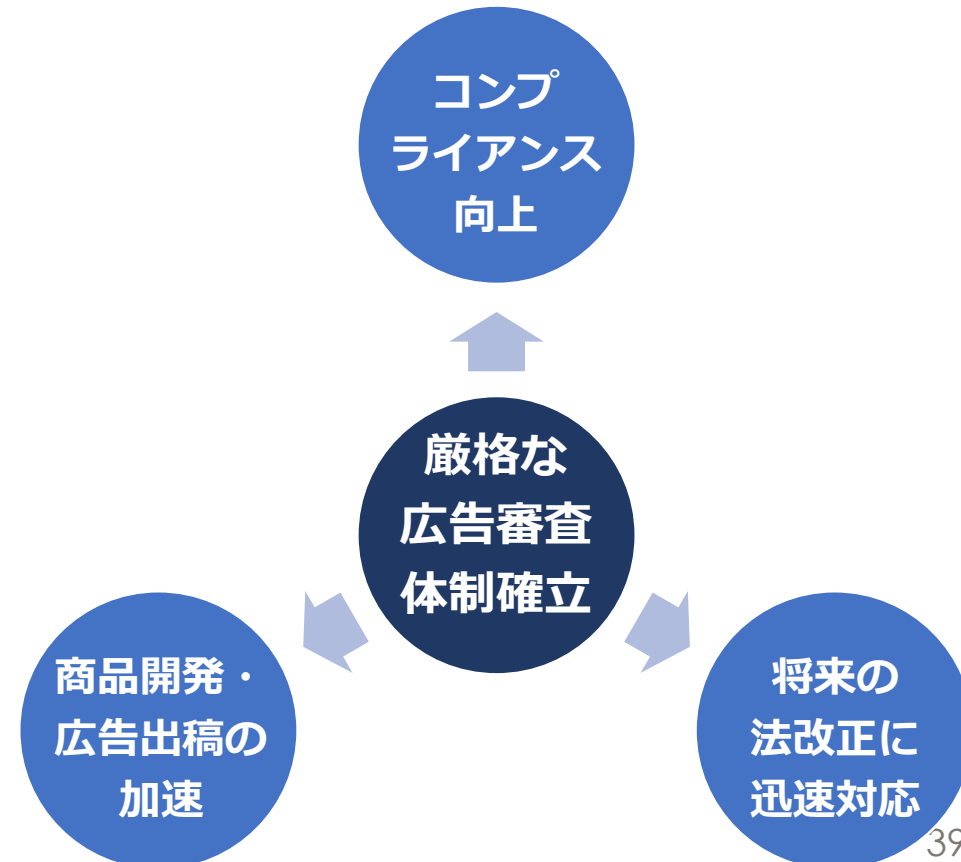 コンプ
ライアンス
向上
厳格な
広告審査
体制確立
商品開発・
広告出稿の
加速
将来の
法改正に
迅速対応
39